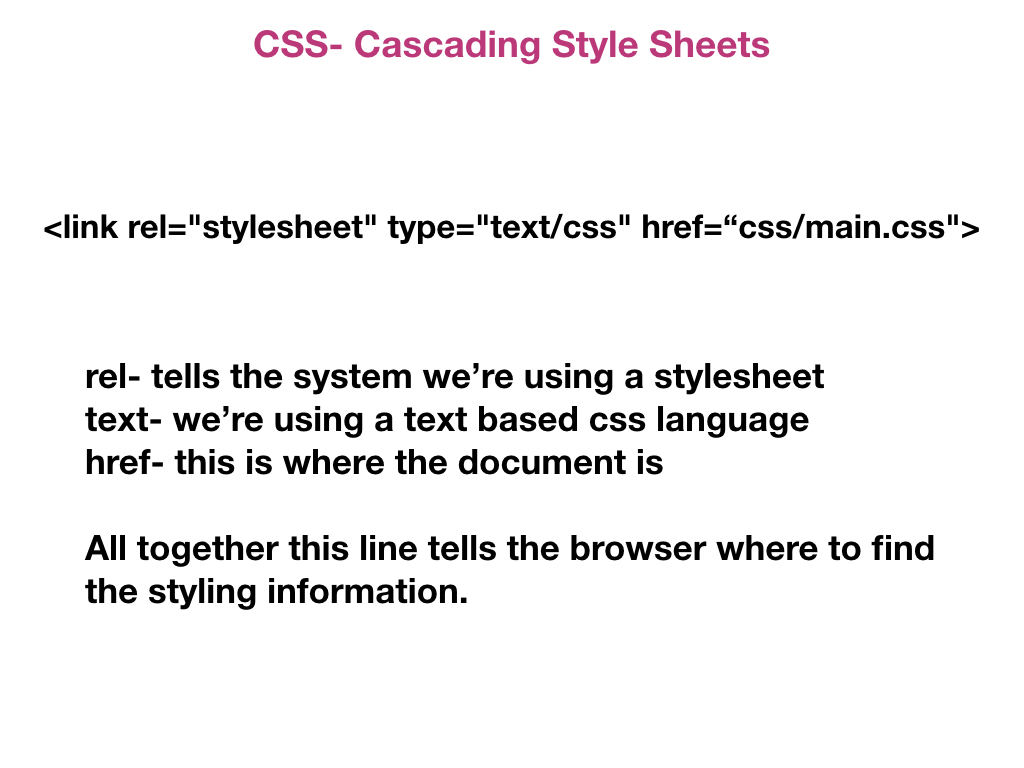 CSS- Cascading Style Sheets
<link rel="stylesheet" type="text/css" href=“css/main.css">
rel- tells the system we’re using a stylesheet
text- we’re using a text based css language
href- this is where the document is
All together this line tells the browser where to find
the styling information.